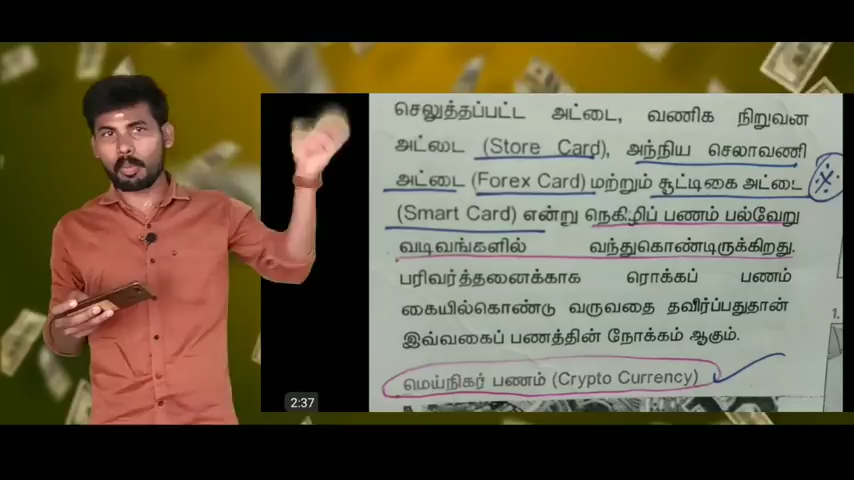 செலுத்தப்பட்ட அட்டை, வணிக நிறுவன
அட்டை (Store Card), அந்நிய செலாவணி
அட்டை (Forex Card) மற்றும் சூட்டிகை அட்டை
(Smart Card) என்று நெகிழிப் பணம் பல்வேறு
வடிவங்களில் வந்துகொண்டிருக்கிறது.
பரிவர்த்தனைக்காக ரொக்கப் பணம்
கையில்கொண்டு வருவதை தவிர்ப்பதுதான்
இவ்வகைப் பணத்தின் நோக்கம் ஆகும்.
1.
மெய்நிகர் பணம் (Crypto Currency)
2:37